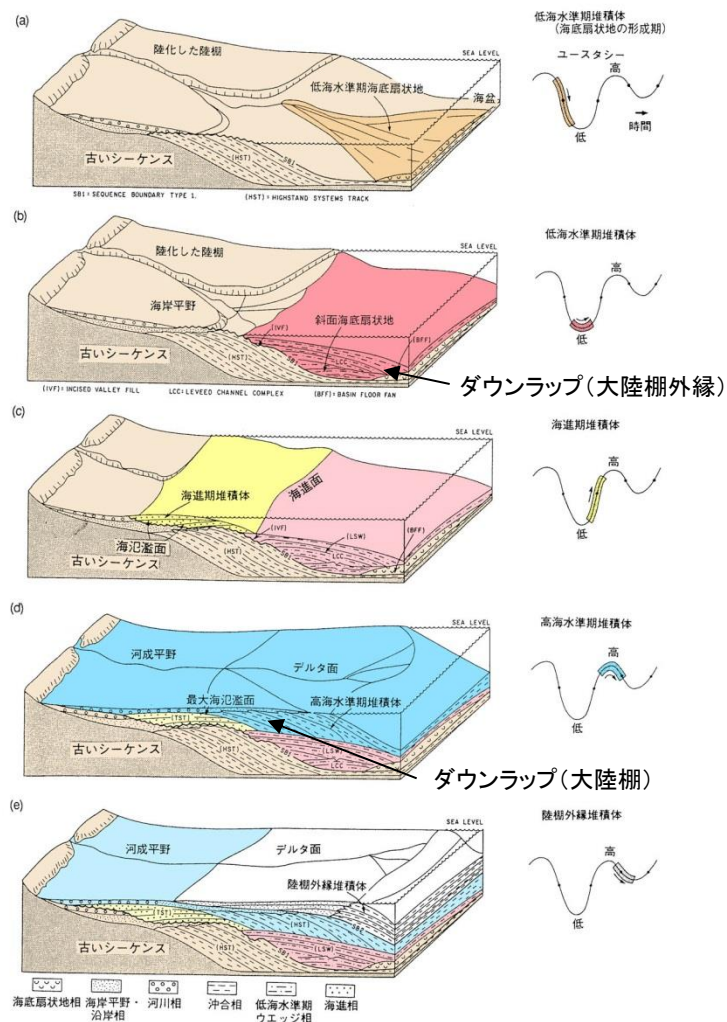 (a)
低海水準期堆積体
(海底扇状地の形成期)
陸化した陸棚
SEA LEVEL
ユースタシー
高
低海水準期海底扇状地
海盆
時間
低
古いシーケンス
(HST)
SB1
SB1: SEQUENCE BOUNDARY TYPE 1.
(HST)= HIGHSTAND SYSTEMS TRACK
(b)
低海水準期堆積体
陸化した陸棚
SEA LEVEL
高
海岸平野
斜面海底扇状地
(IVF)
(BFF)
低
古いシーケンス
(HST)
SB1
LCC
ダウンラップ(大陸棚外縁)
(IVF)= INCISED VALLEY FILL
LCC: LEVEED CHANNEL COMPLEX
(BFF)= BASIN FLOOR FAN
(c)
海進期堆積体
SEA LEVEL
高
海進期堆積体
海進面
(IVF)
(LSW)
(BFF)
海氾濫面
低
古いシーケンス
(HST)
SB1
LCC
(d)
高海水準期堆積体
SEA LEVEL
高
河成平野
デルタ面
最大海氾濫面
高海水準期堆積体
(TST)
低
古いシーケンス
(HST)
SB1
(LSW)
LCC
ダウンラップ(大陸棚)
(e)
陸棚外縁堆積体
SEA LEVEL
高
河成平野
デルタ面
陸棚外縁堆積体
(TST)
(HST)
SB2
低
古いシーケンス
(HST)
SB1
(LSW)
海底扇状地相
海岸平野・
沿岸相
河川相
沖合相
低海水準期
ウエッジ相
海進相